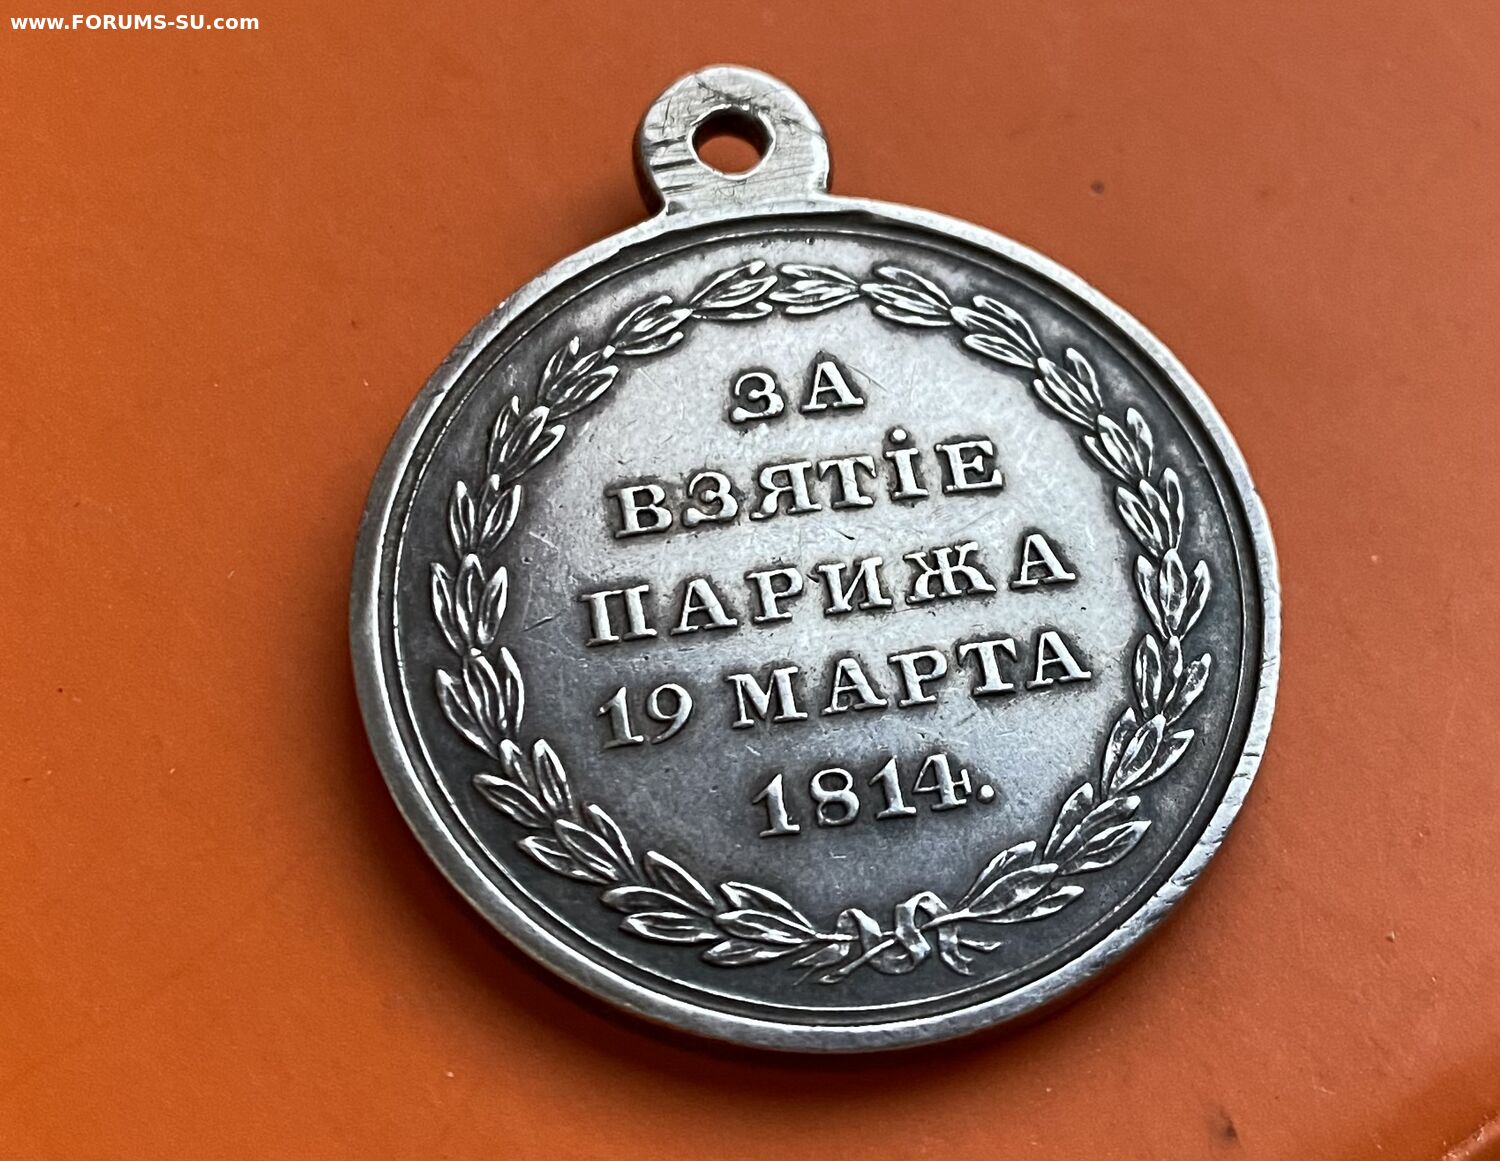 www.FORUMS-SU.com
ЗА
ВЗЯТІЕ
ПАРИЖА
19 МАРТА
1814.